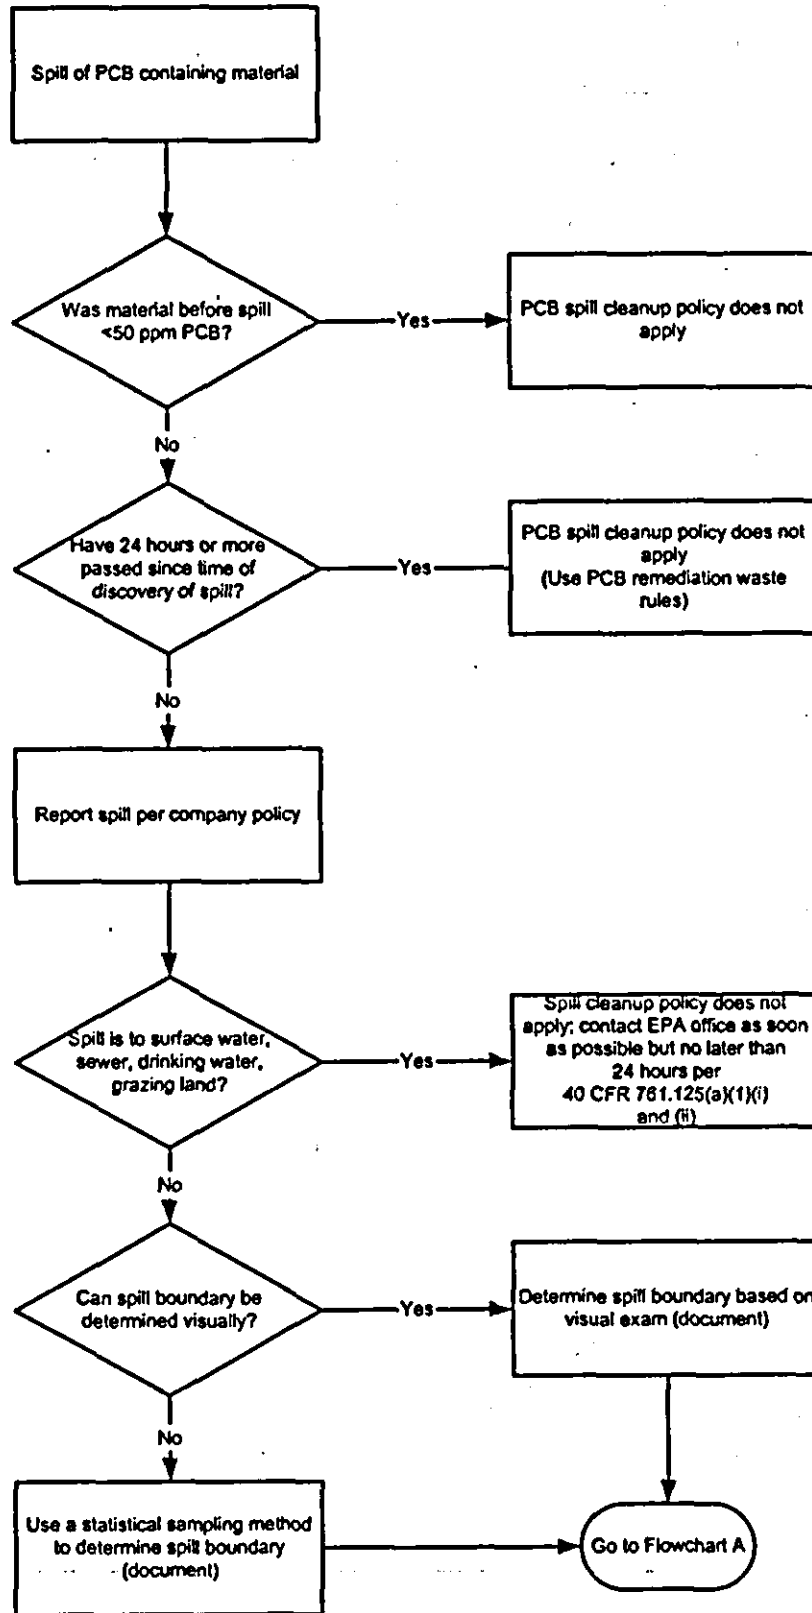 Spill of PCB containing material
Was material before spill
<50 ppm PCB?
Yes
PCB spill cleanup policy does not
apply
No
Have 24 hours or more
passed since time of
discovery of spill?
Yes
PCB spill cleanup policy does not
apply
(Use PCB remediation waste
rules)
No
Report spill per company policy
Spill is to surface water,
sewer, drinking water,
grazing land?
Yes
Spill cleanup policy does not
apply; contact EPA office as soon
as possible but no later than
24 hours per
40 CFR 761.125(a)(1)(i)
and (ii)
No
Can spill boundary be
determined visually?
Yes
Determine spill boundary based on
visual exam (document)
No
Use a statistical sampling method
to determine spill boundary
(document)
Go to Flowchart A